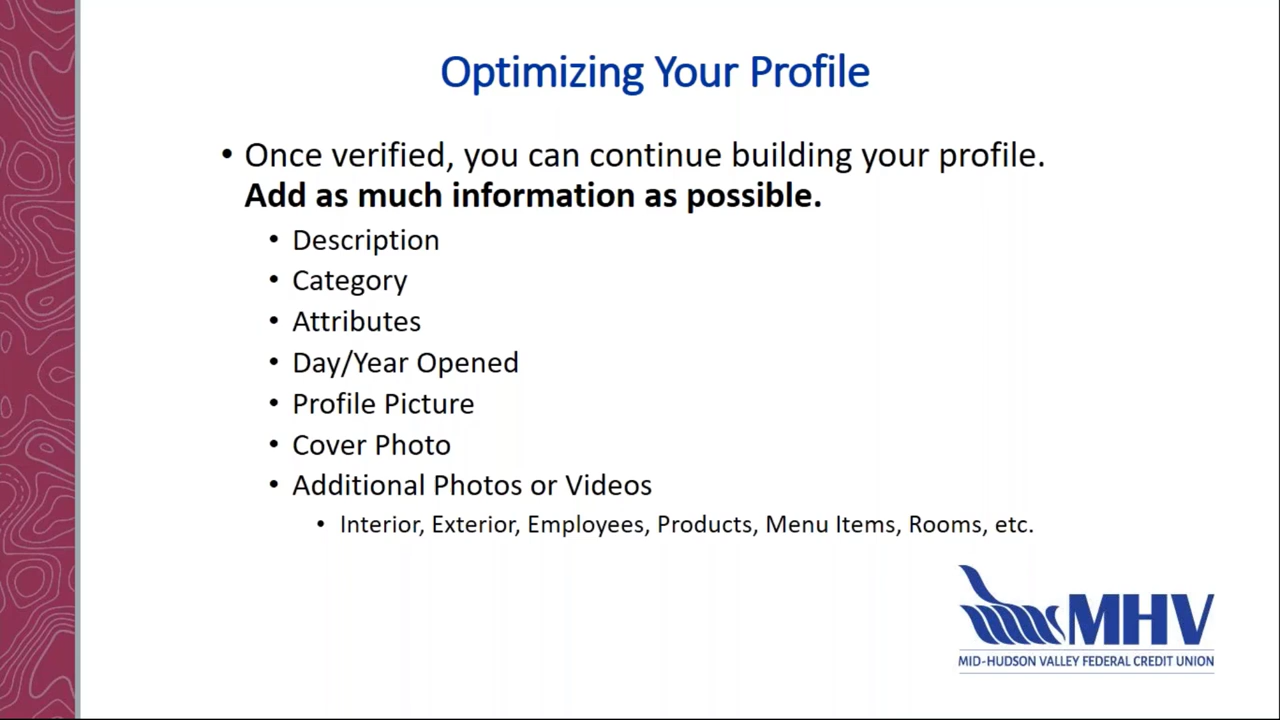 Optimizing Your Profile
• Once verified, you can continue building your profile.
Add as much information as possible.
• Description
• Category
• Attributes
• Day/Year Opened
• Profile Picture
• Cover Photo
• Additional Photos or Videos
• Interior, Exterior, Employees, Products, Menu Items, Rooms, etc.
MHV
MID-HUDSON VALLEY FEDERAL CREDIT UNION